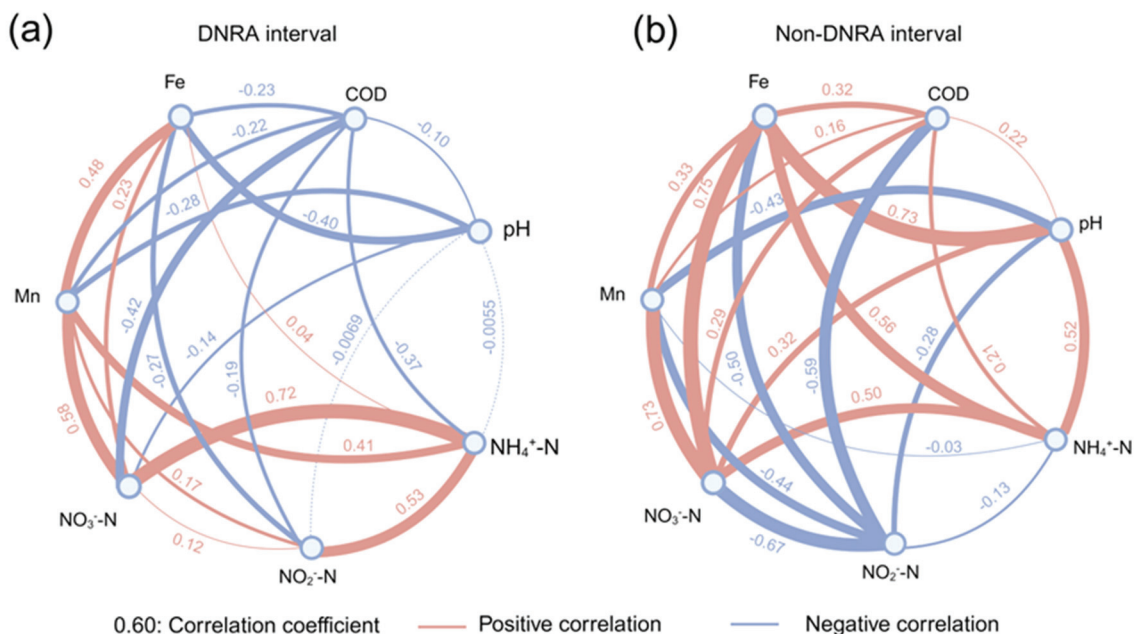 (a)
DNRA interval
Fe
COD
pH
Mn
NO₃⁻-N
NO₂⁻-N
NH₄⁺-N
-0.23
-0.22
-0.10
0.48
0.23
-0.28
-0.40
-0.42
-0.27
-0.14
-0.19
0.04
-0.0069
-0.0055
-0.37
0.72
0.41
0.58
0.17
0.12
0.53
(b)
Non-DNRA interval
Fe
COD
pH
Mn
NO₃⁻-N
NO₂⁻-N
NH₄⁺-N
0.32
0.16
0.22
0.33
0.75
-0.43
0.73
0.29
-0.50
0.32
-0.59
0.56
-0.28
0.21
0.52
0.50
-0.03
0.73
-0.44
-0.67
-0.13
0.60: Correlation coefficient
Positive correlation
Negative correlation